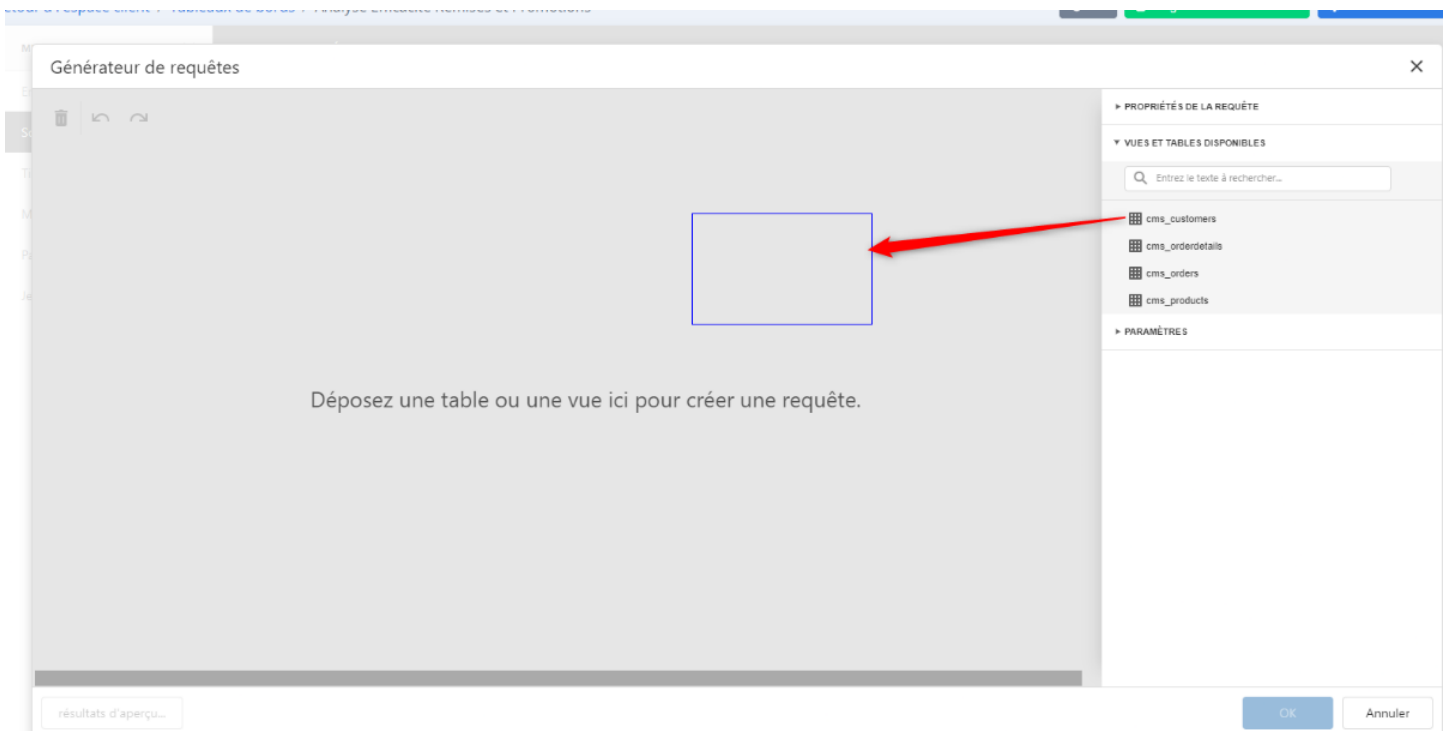 Générateur de requêtes
PROPRIÉTÉS DE LA REQUÊTE
VUES ET TABLES DISPONIBLES
Entrez le texte à rechercher...
cms_customers
cms_orderdetails
cms_orders
cms_products
PARAMÈTRES
Déposez une table ou une vue ici pour créer une requête.
résultats d'aperçu...
OK
Annuler